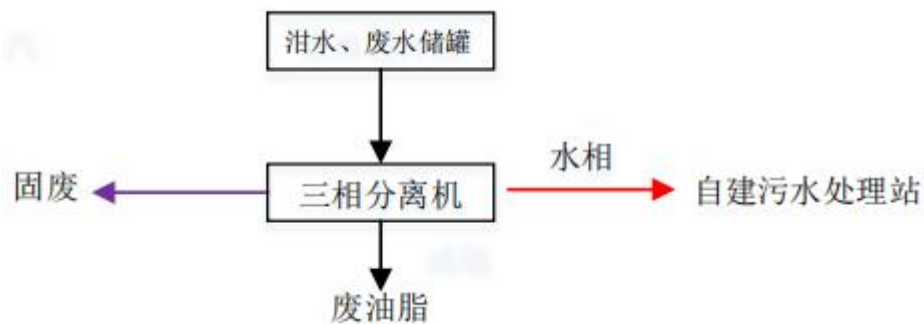 泔水、废水储罐
水相
固废
三相分离机
自建污水处理站
废油脂